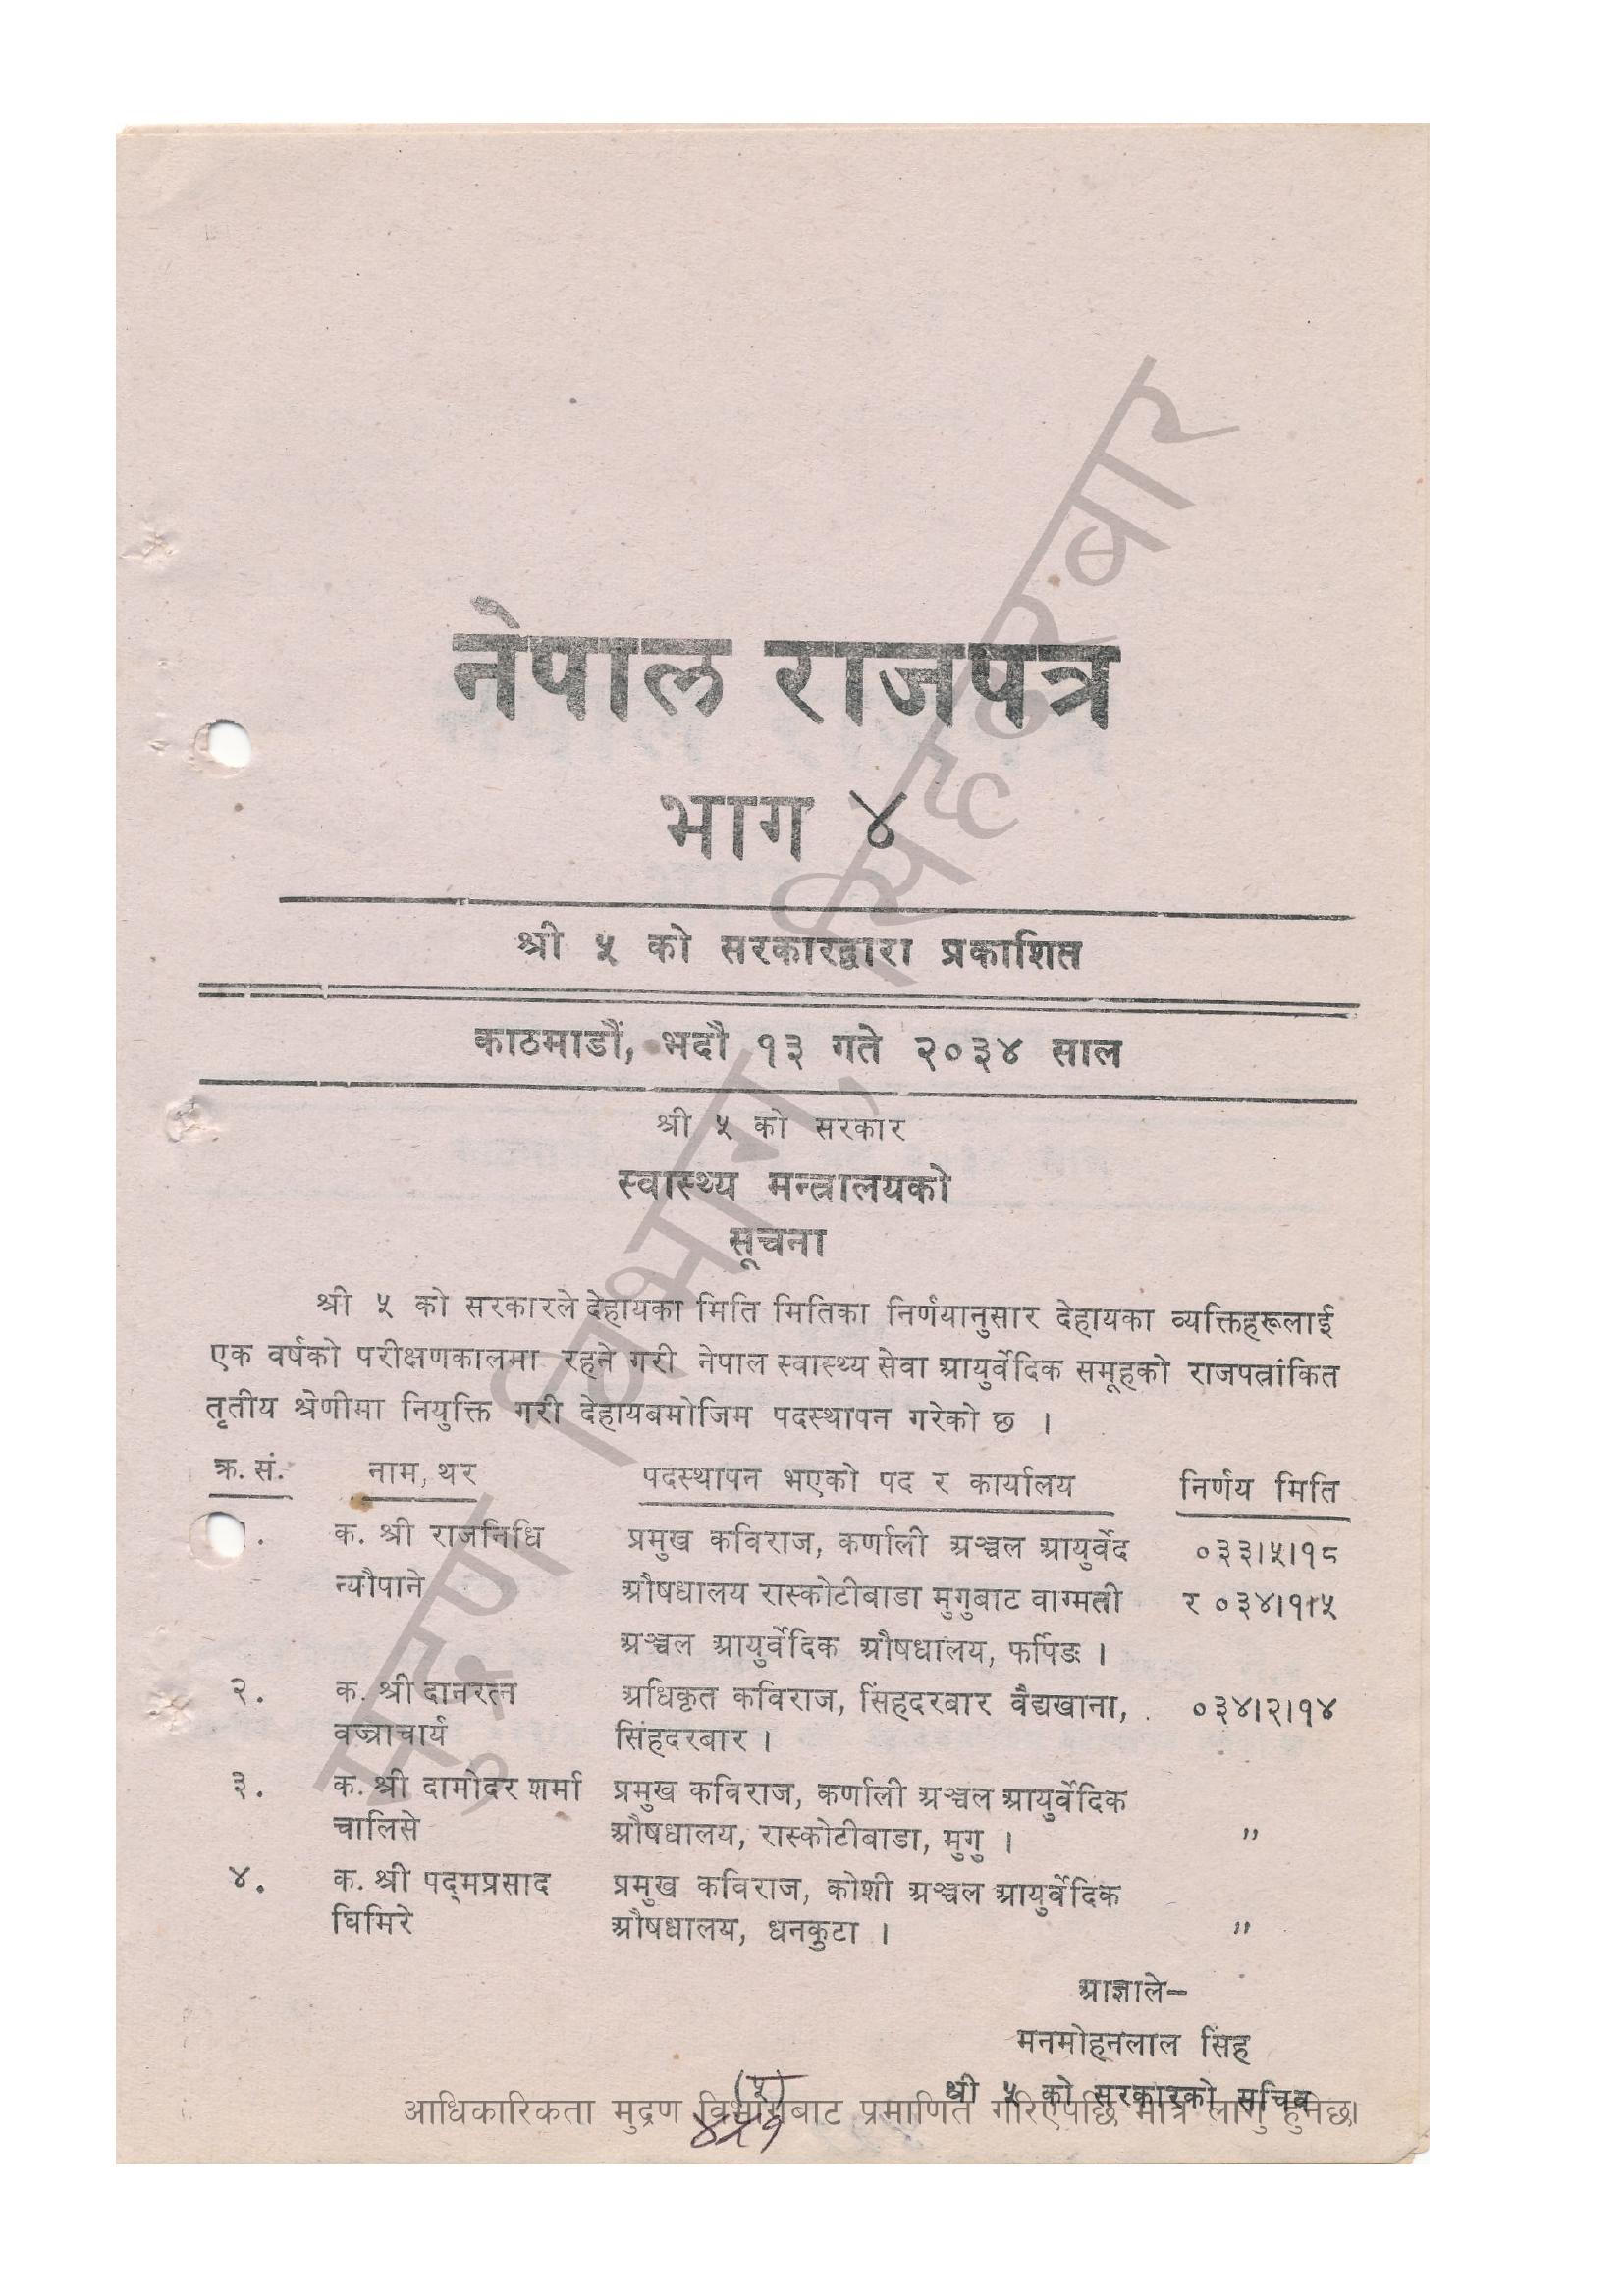 नेपाल राजपत्र
भाग ४
श्री ५ को सरकारद्वारा प्रकाशित
काठमाडौं, भदौ १३ गते २०३४ साल
श्री ५ को सरकार
स्वास्थ्य मन्त्रालयको
सूचना
श्री ५ को सरकारले देहायका मिति मितिका निर्णयानुसार देहायका व्यक्तिहरूलाई
एक वर्षको परीक्षणकालमा रहने गरी नेपाल स्वास्थ्य सेवा आयुर्वेदिक समूहको राजपत्रांकित
तृतीय श्रेणीमा नियुक्ति गरी देहायबमोजिम पदस्थापन गरेको छ ।
क्र. सं. नाम, थर पदस्थापन भएको पद र कार्यालय निर्णय मिति
क. श्री राजनिधि प्रमुख कविराज, कर्णाली अञ्चल आयुर्वेद ०३३।५।१८
न्यौपाने औषधालय रास्कोटीबाडा मुगुबाट वाग्मती र ०३४।१।५
अञ्चल आयुर्वेदिक औषधालय, फर्पिङ ।
२. क. श्री दानरत्न अधिकृत कविराज, सिंहदरबार वैद्यखाना, ०३४।२।१४
वज्राचार्य सिंहदरबार ।
३. क. श्री दामोदर शर्मा प्रमुख कविराज, कर्णाली अञ्चल आयुर्वेदिक
चालिसे औषधालय, रास्कोटीबाडा, मुगु । ”
४. क. श्री पद्मप्रसाद प्रमुख कविराज, कोशी अञ्चल आयुर्वेदिक
घिमिरे औषधालय, धनकुटा । ”
आज्ञाले–
मनमोहनलाल सिंह
श्री ५ को सरकारको सचिव
आधिकारिकता मुद्रण विभागबाट प्रमाणित गरिएपछि मात्र लागु हुनेछ।
मुद्रण विभाग, सिंहदरबार